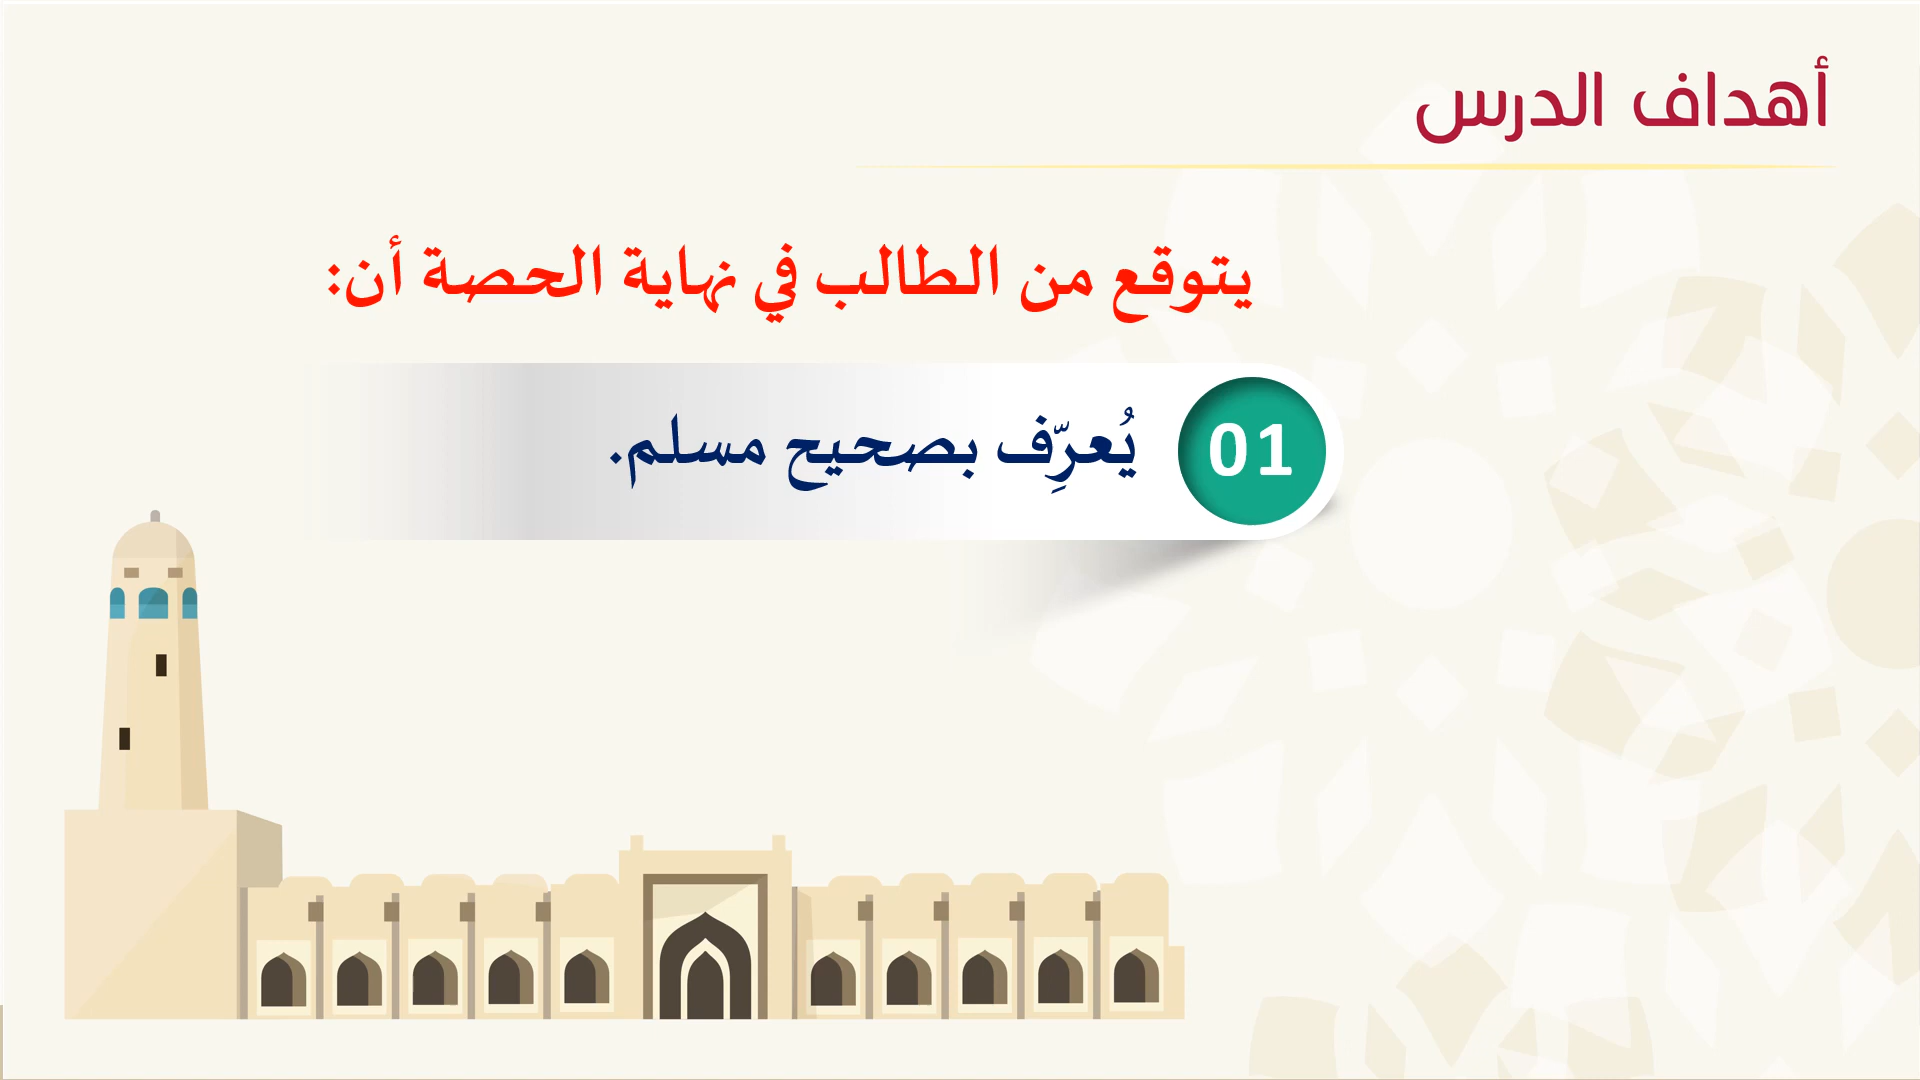 أهداف الدرس
يتوقع من الطالب في نهاية الحصة أن:
01
يُعرِّف بصحيح مسلم.